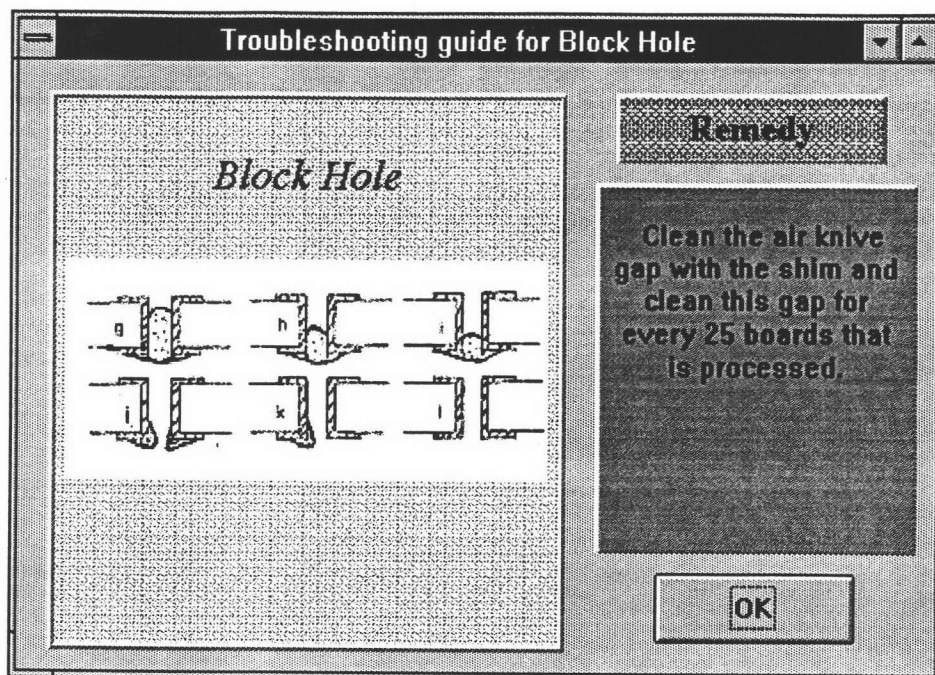 Troubleshooting guide for Block Hole
Block Hole
Remedy
Clean the air knive
gap with the shim and
clean this gap for
every 25 boards that
is processed.
g
h
i
j
k
l
OK